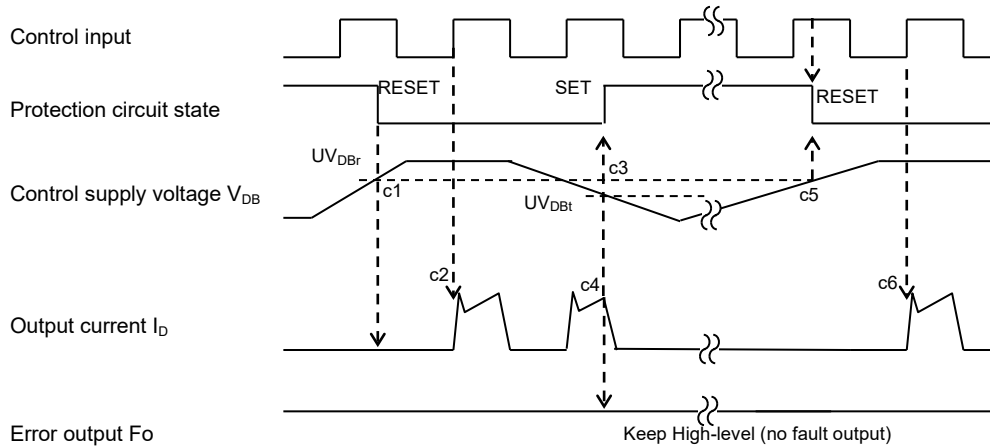 Control input
Protection circuit state
RESET
SET
RESET
UVDBr
Control supply voltage VDB
c1
c3
UVDBt
c5
c2
c4
c6
Output current ID
Error output Fo
Keep High-level (no fault output)